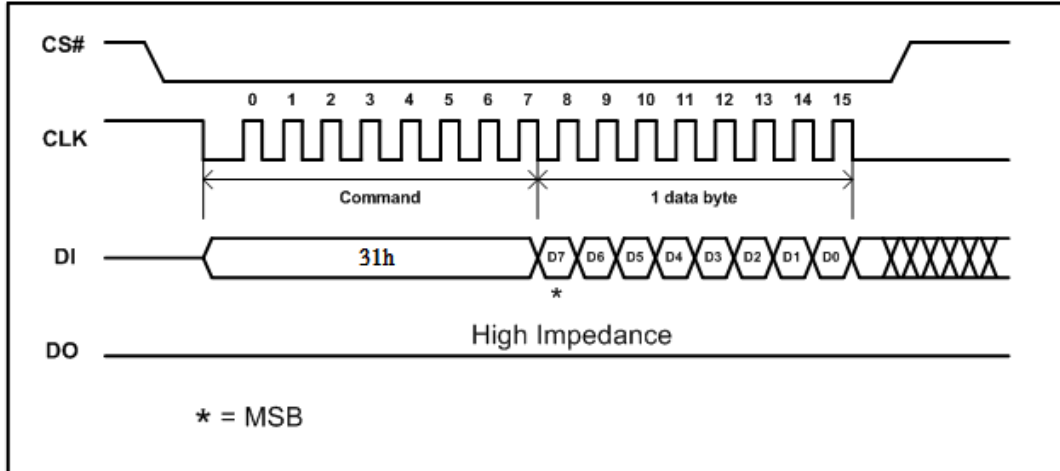 CS#
0 1 2 3 4 5 6 7 8 9 10 11 12 13 14 15
CLK
Command 1 data byte
DI 31h D7 D6 D5 D4 D3 D2 D1 D0
*
High Impedance
DO
* = MSB